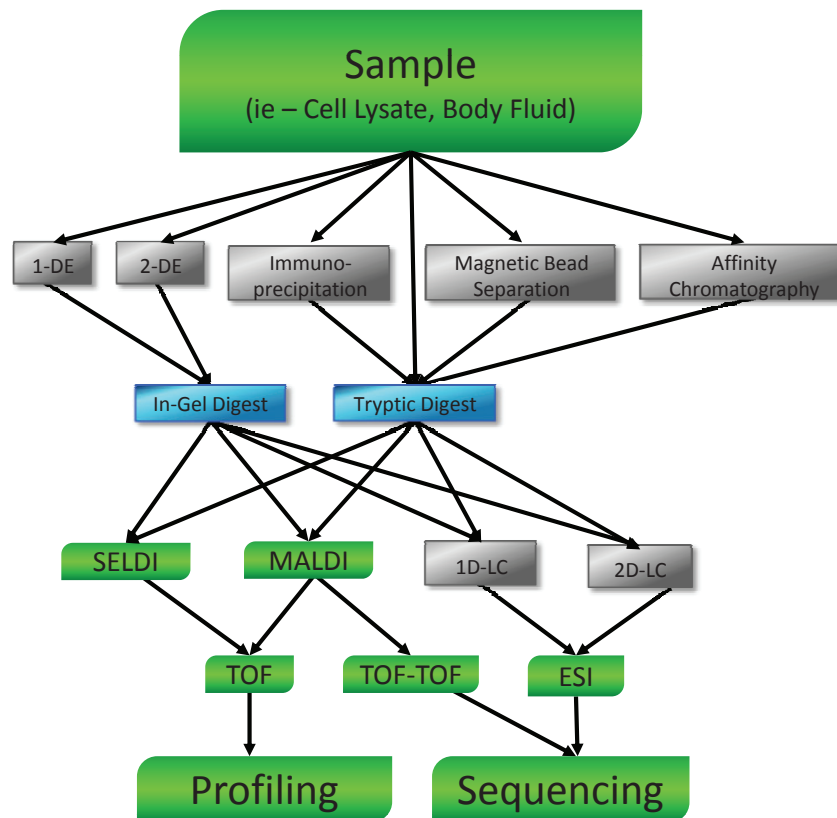 Sample
(ie – Cell Lysate, Body Fluid)
1-DE
2-DE
Immuno-
precipitation
Magnetic Bead
Separation
Affinity
Chromatography
In-Gel Digest
Tryptic Digest
SELDI
MALDI
1D-LC
2D-LC
TOF
TOF-TOF
ESI
Profiling
Sequencing